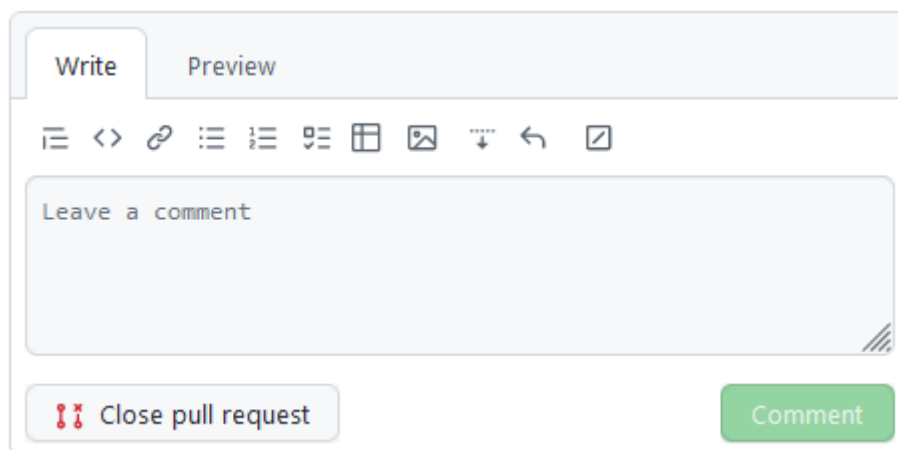 Write
Preview
Leave a comment
Close pull request
Comment